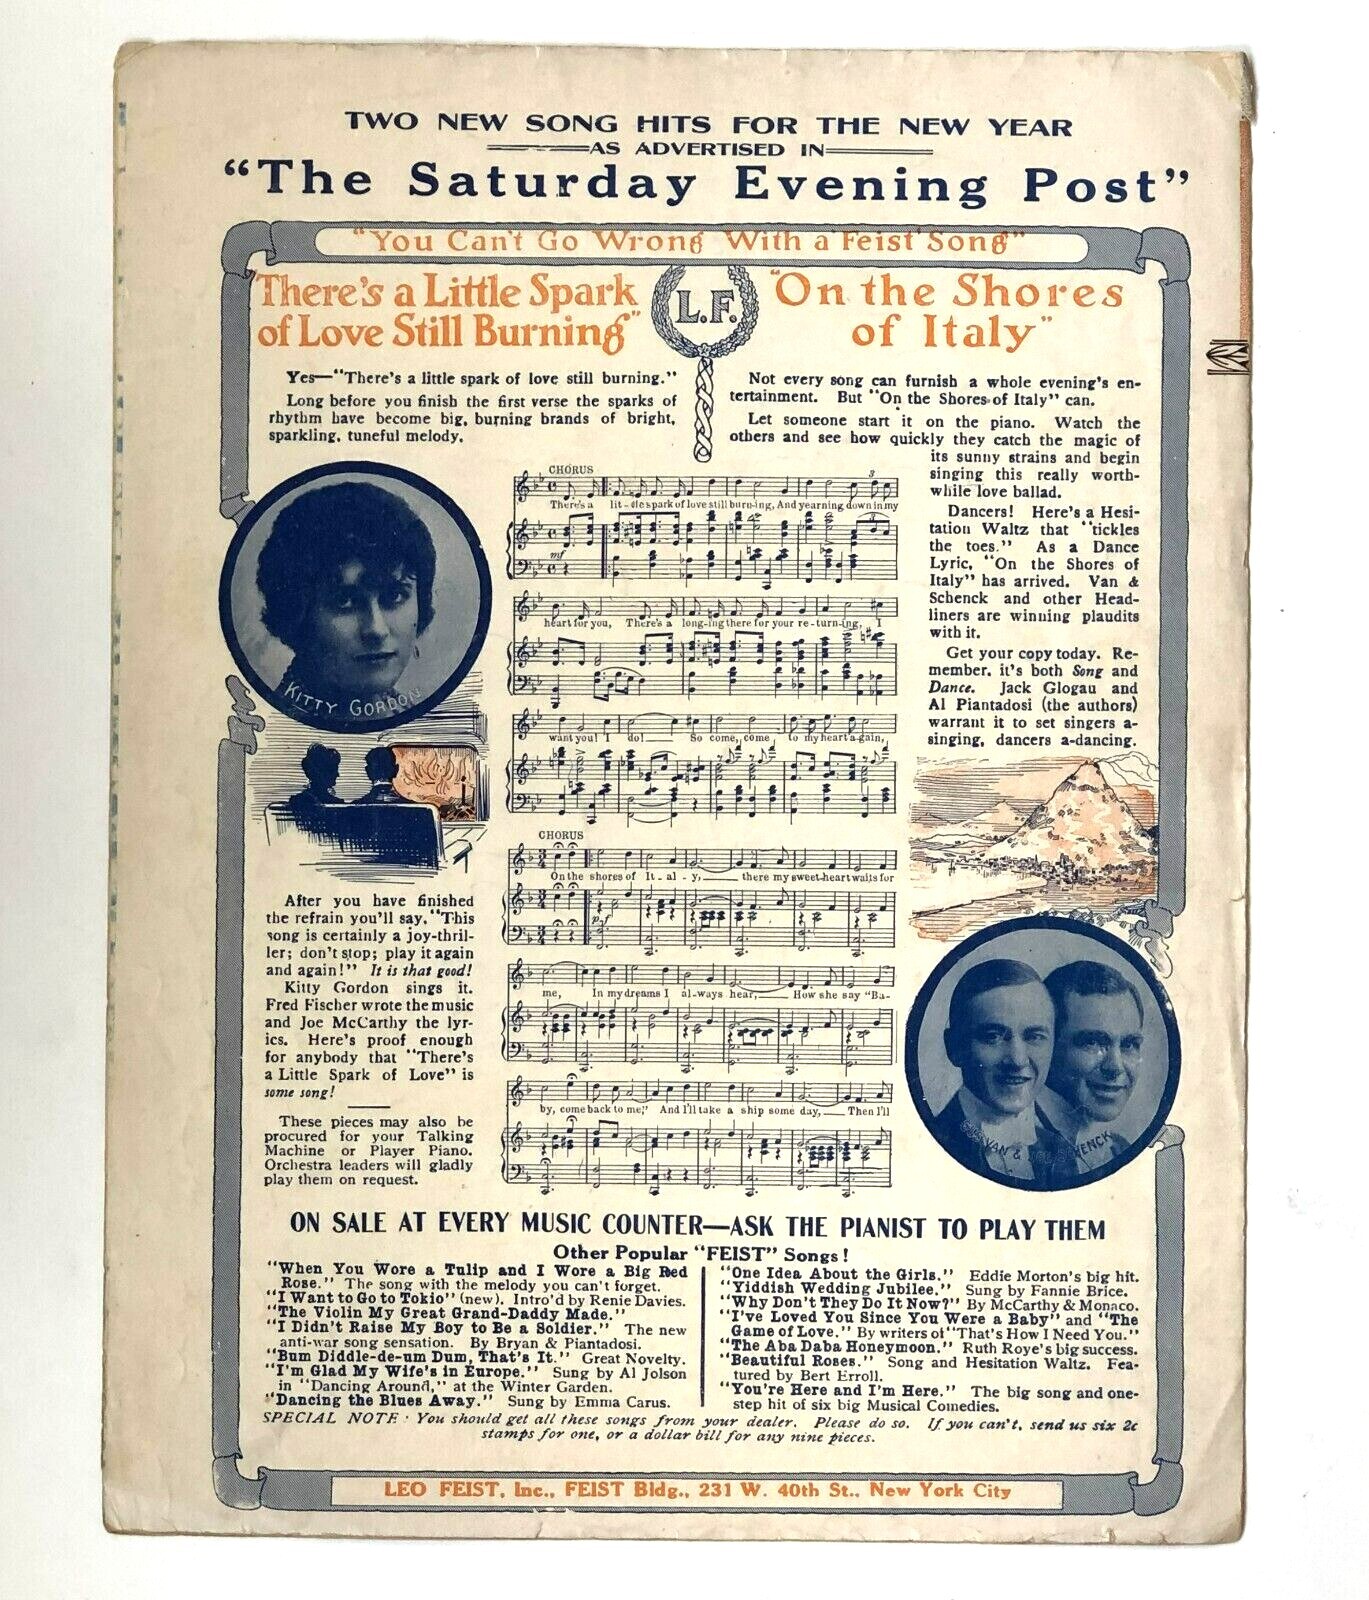 TWO NEW SONG HITS FOR THE NEW YEAR
AS ADVERTISED IN
“The Saturday Evening Post”
“You Can't Go Wrong With a 'Feist' Song”
“There's a Little Spark
of Love Still Burning”
L.F.
“On the Shores
of Italy”
Yes—“There's a little spark of love still burning.”
Long before you finish the first verse the sparks of
rhythm have become big, burning brands of bright,
sparkling, tuneful melody.
Not every song can furnish a whole evening's en-
tertainment. But “On the Shores of Italy” can.
Let someone start it on the piano. Watch the
others and see how quickly they catch the magic of
its sunny strains and begin
singing this really worth-
while love ballad.
Dancers! Here's a Hesi-
tation Waltz that “tickles
the toes.” As a Dance
Lyric, “On the Shores of
Italy” has arrived. Van &
Schenck and other Head-
liners are winning plaudits
with it.
Get your copy today. Re-
member, it's both Song and
Dance. Jack Glogau and
Al Piantadosi (the authors)
warrant it to set singers a-
singing, dancers a-dancing.
KITTY GORDON
CHORUS
There's a lit-tle spark of love still burn-ing, And yearning down in my
mf
heart for you, There's a long-ing there for your re-turn-ing, I
want you! I do! So come, come to my heart a-gain,
CHORUS
On the shores of It-al-y, there my sweet-heart waits for
p-f
me, In my dreams I al-ways hear, How she say “Ba-
by, come back to me,” And I'll take a ship some day, Then I'll
After you have finished
the refrain you'll say, “This
song is certainly a joy-thril-
ler; don't stop; play it again
and again!” It is that good!
Kitty Gordon sings it.
Fred Fischer wrote the music
and Joe McCarthy the lyr-
ics. Here's proof enough
for anybody that “There's
a Little Spark of Love” is
some song!
These pieces may also be
procured for your Talking
Machine or Player Piano.
Orchestra leaders will gladly
play them on request.
GUS VAN & JOE SCHENCK
ON SALE AT EVERY MUSIC COUNTER—ASK THE PIANIST TO PLAY THEM
Other Popular “FEIST” Songs!
“When You Wore a Tulip and I Wore a Big Red
Rose.” The song with the melody you can't forget.
“I Want to Go to Tokio” (new). Intro'd by Renie Davies.
“The Violin My Great Grand-Daddy Made.”
“I Didn't Raise My Boy to Be a Soldier.” The new
anti-war song sensation. By Bryan & Piantadosi.
“Bum Diddle-de-um Dum, That's It.” Great Novelty.
“I'm Glad My Wife's in Europe.” Sung by Al Jolson
in “Dancing Around,” at the Winter Garden.
“Dancing the Blues Away.” Sung by Emma Carus.
“One Idea About the Girls.” Eddie Morton's big hit.
“Yiddish Wedding Jubilee.” Sung by Fannie Brice.
“Why Don't They Do It Now?” By McCarthy & Monaco.
“I've Loved You Since You Were a Baby” and “The
Game of Love.” By writers of “That's How I Need You.”
“The Aba Daba Honeymoon.” Ruth Roye's big success.
“Beautiful Roses.” Song and Hesitation Waltz. Fea-
tured by Bert Erroll.
“You're Here and I'm Here.” The big song and one-
step hit of six big Musical Comedies.
SPECIAL NOTE: You should get all these songs from your dealer. Please do so. If you can't, send us six 2c
stamps for one, or a dollar bill for any nine pieces.
LEO FEIST, Inc., FEIST Bldg., 231 W. 40th St., New York City